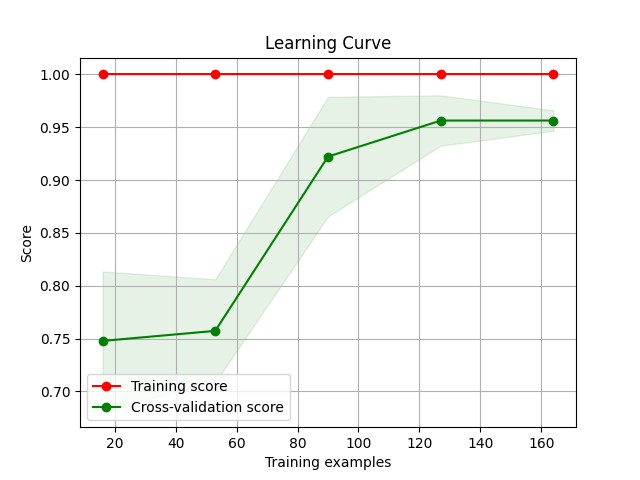 Learning Curve
1.00
0.95
0.90
0.85
0.80
0.75
0.70
Score
Training score
Cross-validation score
20 40 60 80 100 120 140 160
Training examples